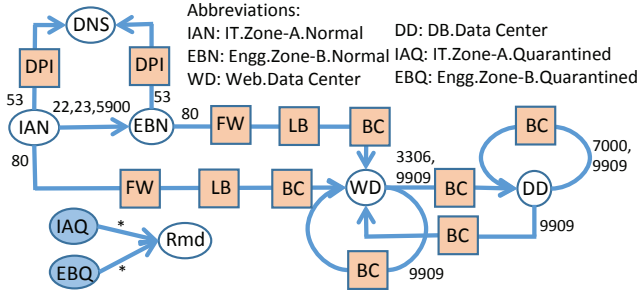 Abbreviations:
IAN: IT.Zone-A.Normal
EBN: Engg.Zone-B.Normal
WD: Web.Data Center
DD: DB.Data Center
IAQ: IT.Zone-A.Quarantined
EBQ: Engg.Zone-B.Quarantined
DNS
DPI
DPI
53
53
22,23,5900
IAN
EBN
80
FW
LB
BC
80
FW
LB
BC
WD
3306,
9909
BC
DD
BC
7000,
9909
BC
9909
BC
9909
IAQ
*
Rmd
EBQ
*